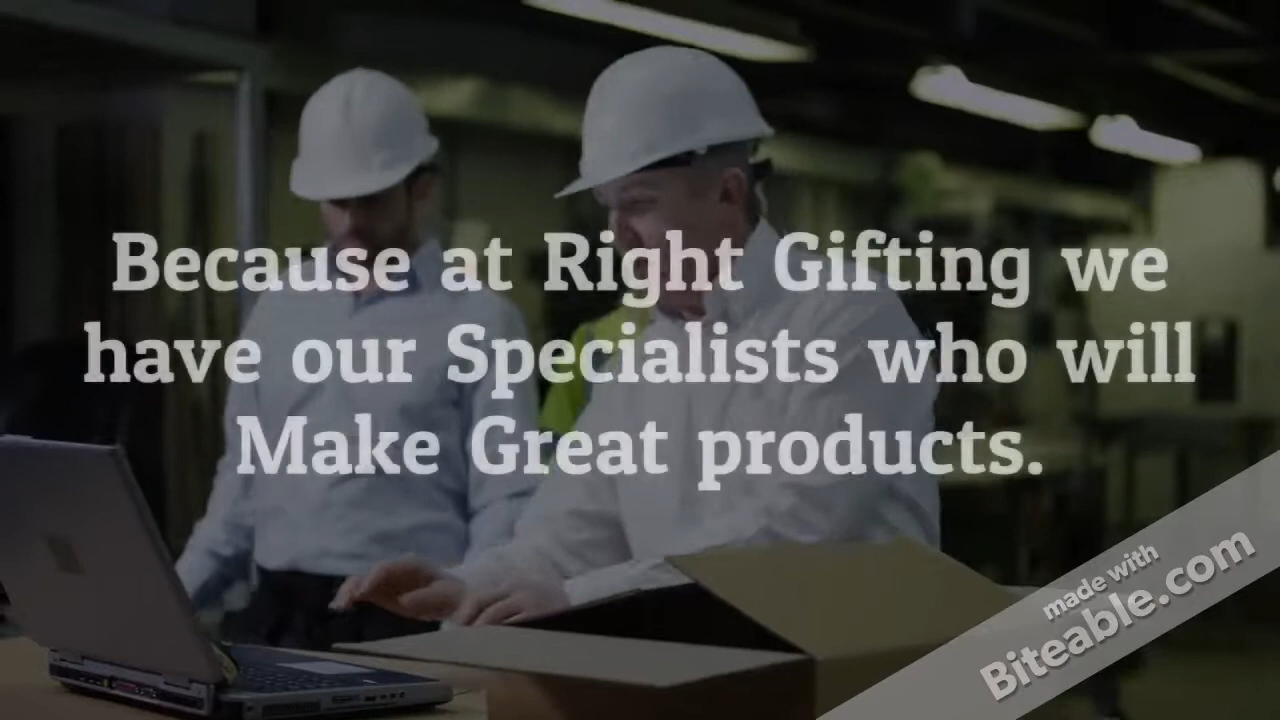 Because at Right Gifting we
have our Specialists who will
Make Great products.
made with
Biteable.com